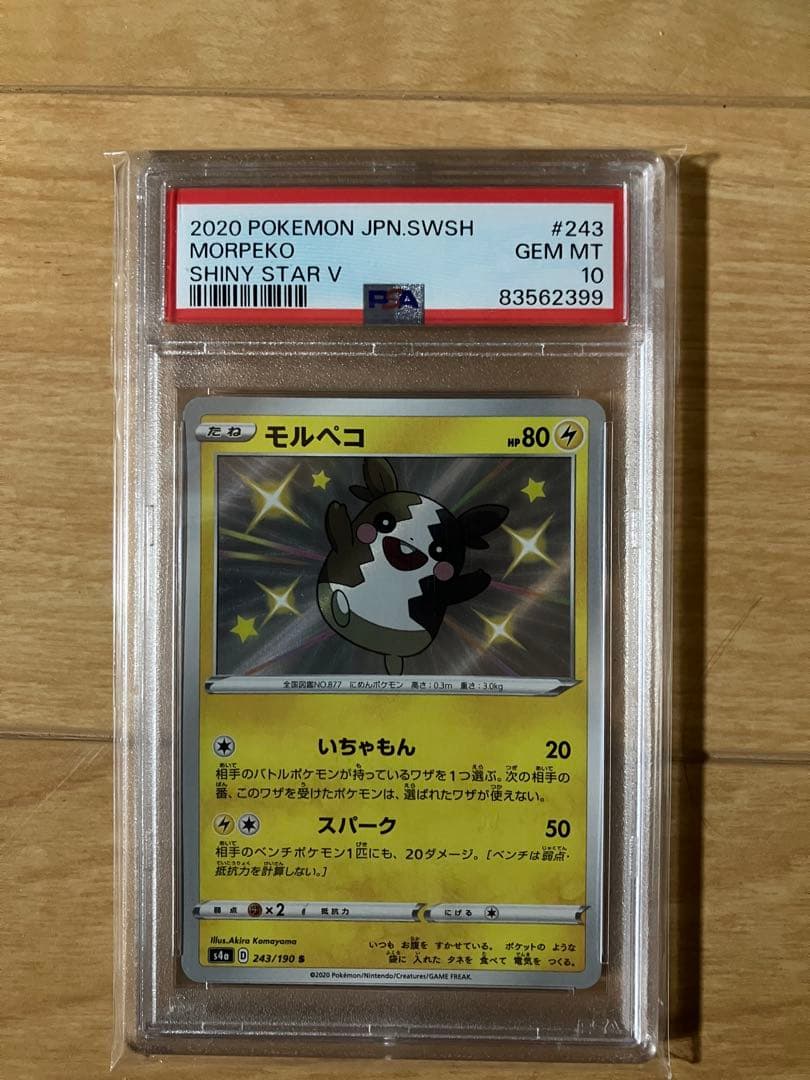 2020 POKEMON JPN.SWSH #243
MORPEKO GEM MT
SHINY STAR V 10
PSA 83562399
たね モルペコ HP80
全国図鑑NO.877 にめんポケモン 高さ:0.3m 重さ:3.0kg
いちゃもん 20
相手のバトルポケモンが持っているワザを1つ選ぶ。次の相手の
番、このワザを受けたポケモンは、選ばれたワザが使えない。
スパーク 50
相手のベンチポケモン1匹にも、20ダメージ。[ベンチは弱点・
抵抗力を計算しない。]
弱点 ×2 抵抗力 にげる
Illus.Akira Komayama
s4a D 243/190 S
いつも お腹を すかせている。 ポケットの ような
袋に 入れた タネを 食べて 電気を つくる。
©2020 Pokémon/Nintendo/Creatures/GAME FREAK.
PSA